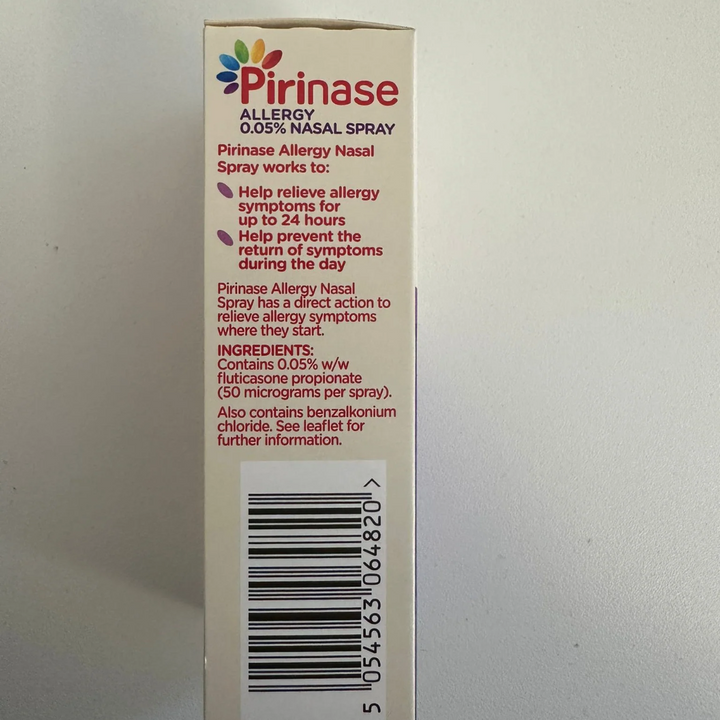 Pirinase
ALLERGY
0.05% NASAL SPRAY
Pirinase Allergy Nasal
Spray works to:
Help relieve allergy
symptoms for
up to 24 hours
Help prevent the
return of symptoms
during the day
Pirinase Allergy Nasal
Spray has a direct action to
relieve allergy symptoms
where they start.
INGREDIENTS:
Contains 0.05% w/w
fluticasone propionate
(50 micrograms per spray).
Also contains benzalkonium
chloride. See leaflet for
further information.
5 054563 064820 >